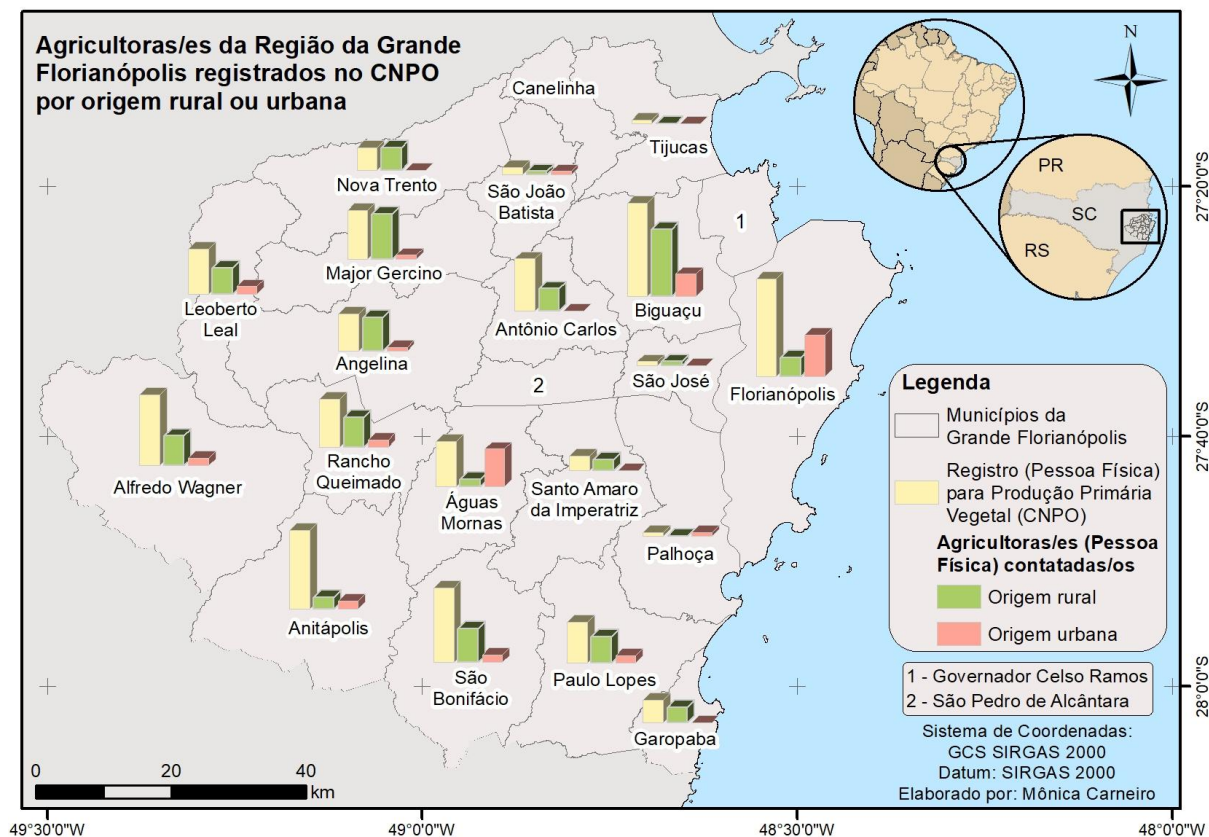 Agricultoras/es da Região da Grande
Florianópolis registrados no CNPO
por origem rural ou urbana
Canelinha
Tijucas
Nova Trento
São João
Batista
1
Major Gercino
Leoberto
Leal
Antônio Carlos
Biguaçu
Angelina
2
São José
Florianópolis
Alfredo Wagner
Rancho
Queimado
Águas
Mornas
Santo Amaro
da Imperatriz
Palhoça
Anitápolis
São
Bonifácio
Paulo Lopes
Garopaba
N
PR
SC
RS
27°20'0"S
27°40'0"S
28°0'0"S
Legenda
Municípios da
Grande Florianópolis
Registro (Pessoa Física)
para Produção Primária
Vegetal (CNPO)
Agricultoras/es (Pessoa
Física) contatadas/os
Origem rural
Origem urbana
1 - Governador Celso Ramos
2 - São Pedro de Alcântara
Sistema de Coordenadas:
GCS SIRGAS 2000
Datum: SIRGAS 2000
Elaborado por: Mônica Carneiro
0 20 40
km
49°30'0"W 49°0'0"W 48°30'0"W 48°0'0"W